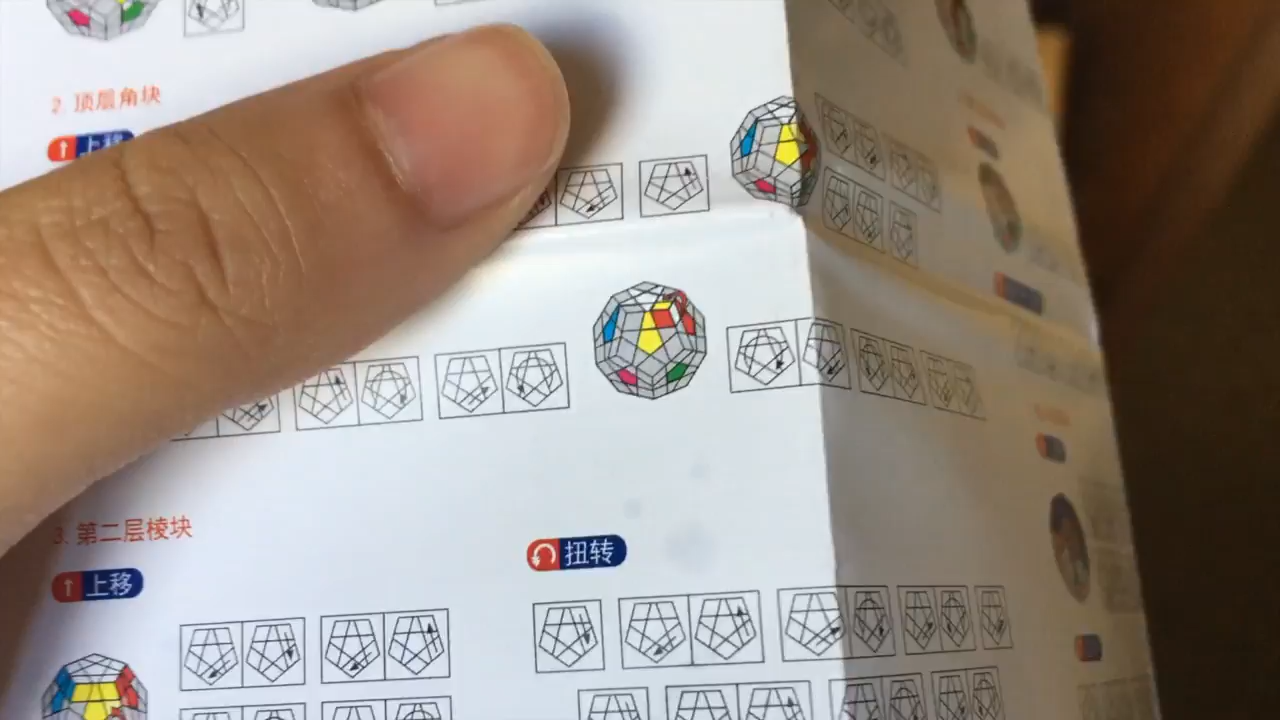 2. 顶层角块
上移
3. 第二层棱块
上移
扭转